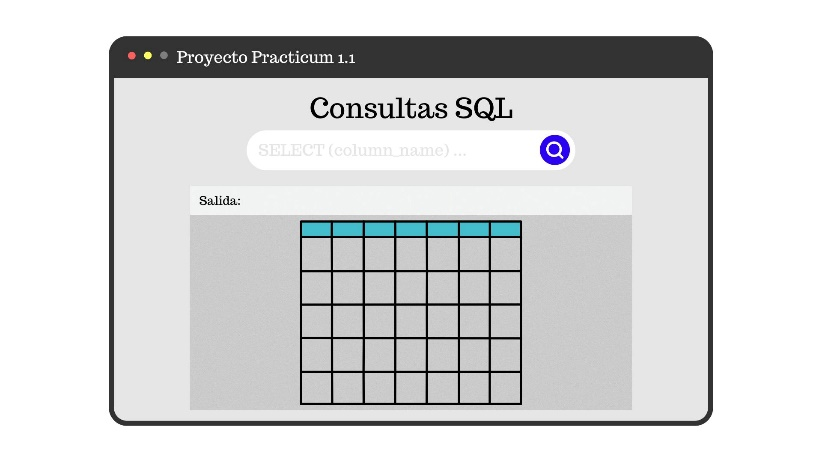 Proyecto Practicum 1.1
Consultas SQL
SELECT (column_name) ...
Salida: